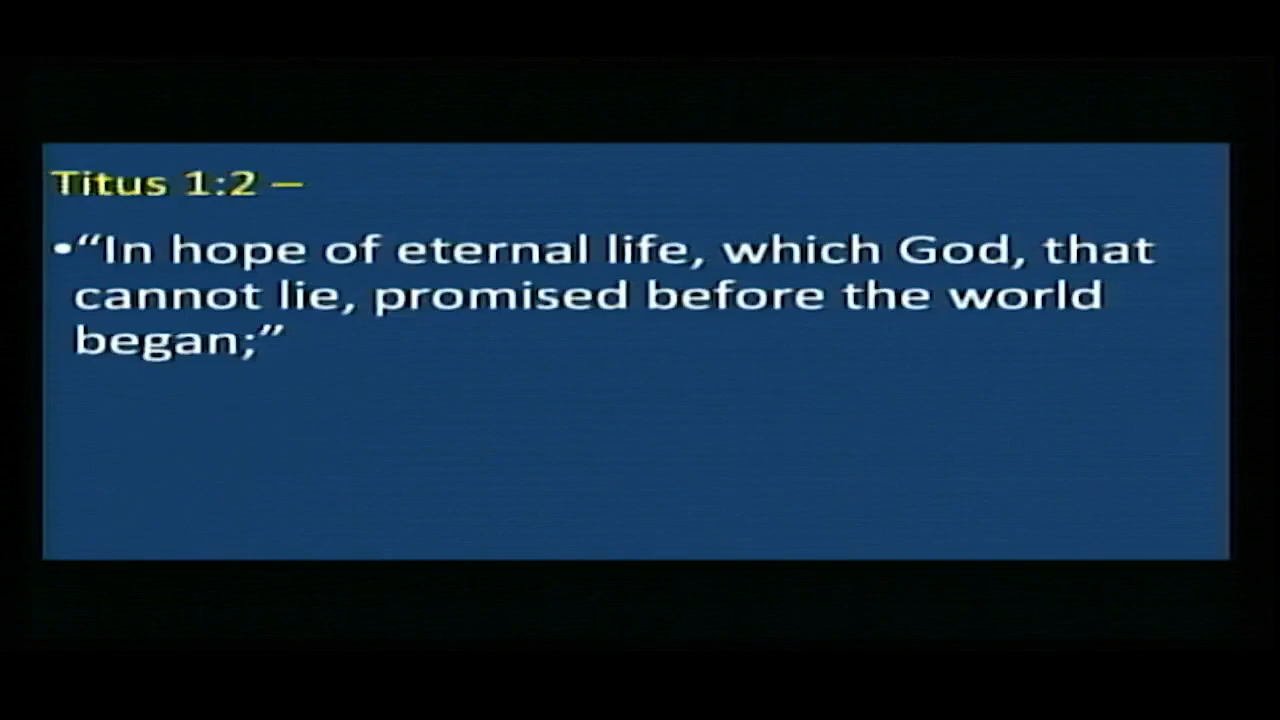 Titus 1:2 –
•“In hope of eternal life, which God, that
cannot lie, promised before the world
began;”